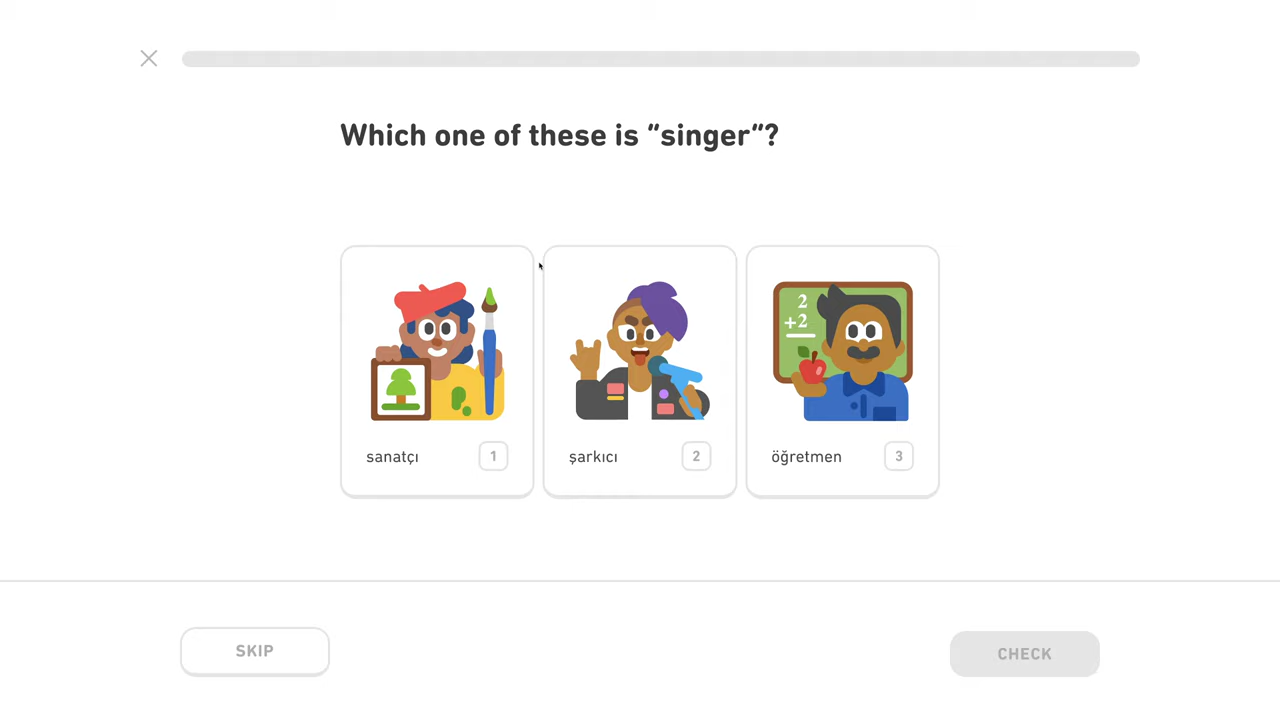 Which one of these is “singer”?
2
+2
sanatçı 1
şarkıcı 2
öğretmen 3
SKIP
CHECK